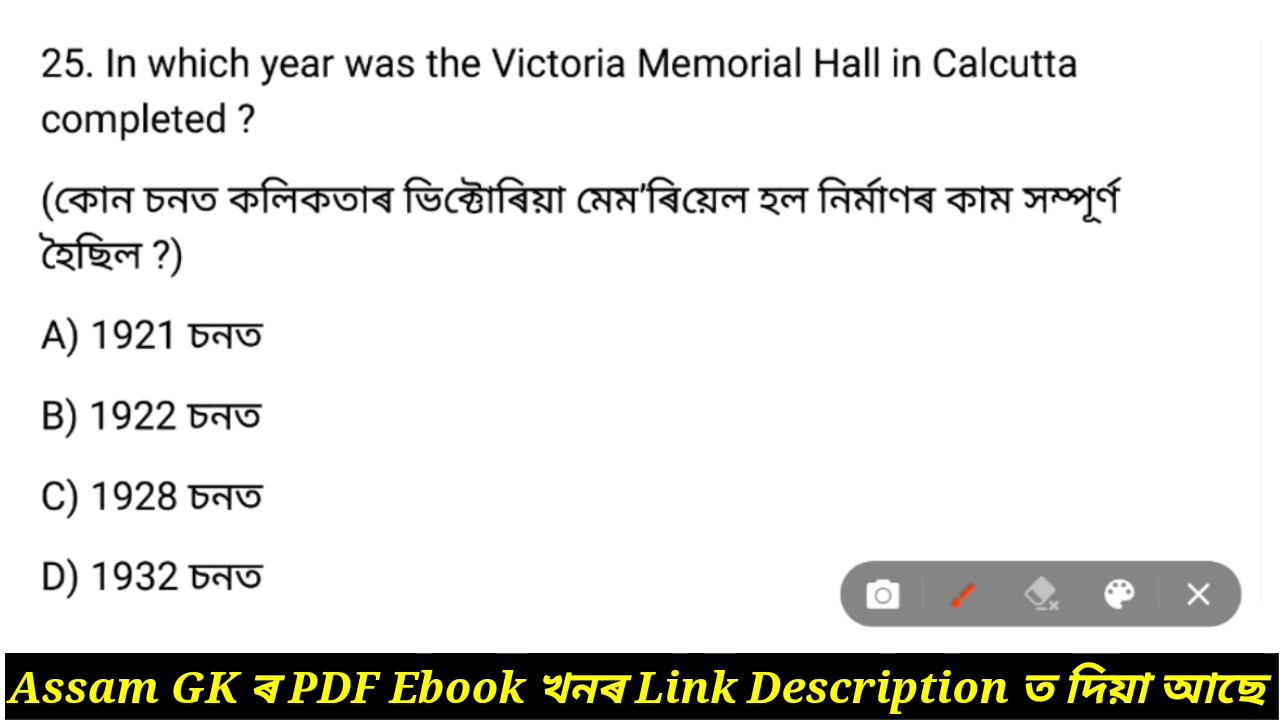 25. In which year was the Victoria Memorial Hall in Calcutta
completed ?
(কোন চনত কলিকতাৰ ভিক্টোৰিয়া মেম'ৰিয়েল হল নিৰ্মাণৰ কাম সম্পূৰ্ণ
হৈছিল ?)
A) 1921 চনত
B) 1922 চনত
C) 1928 চনত
D) 1932 চনত
Assam GK ৰ PDF Ebook খনৰ Link Description ত দিয়া আছে